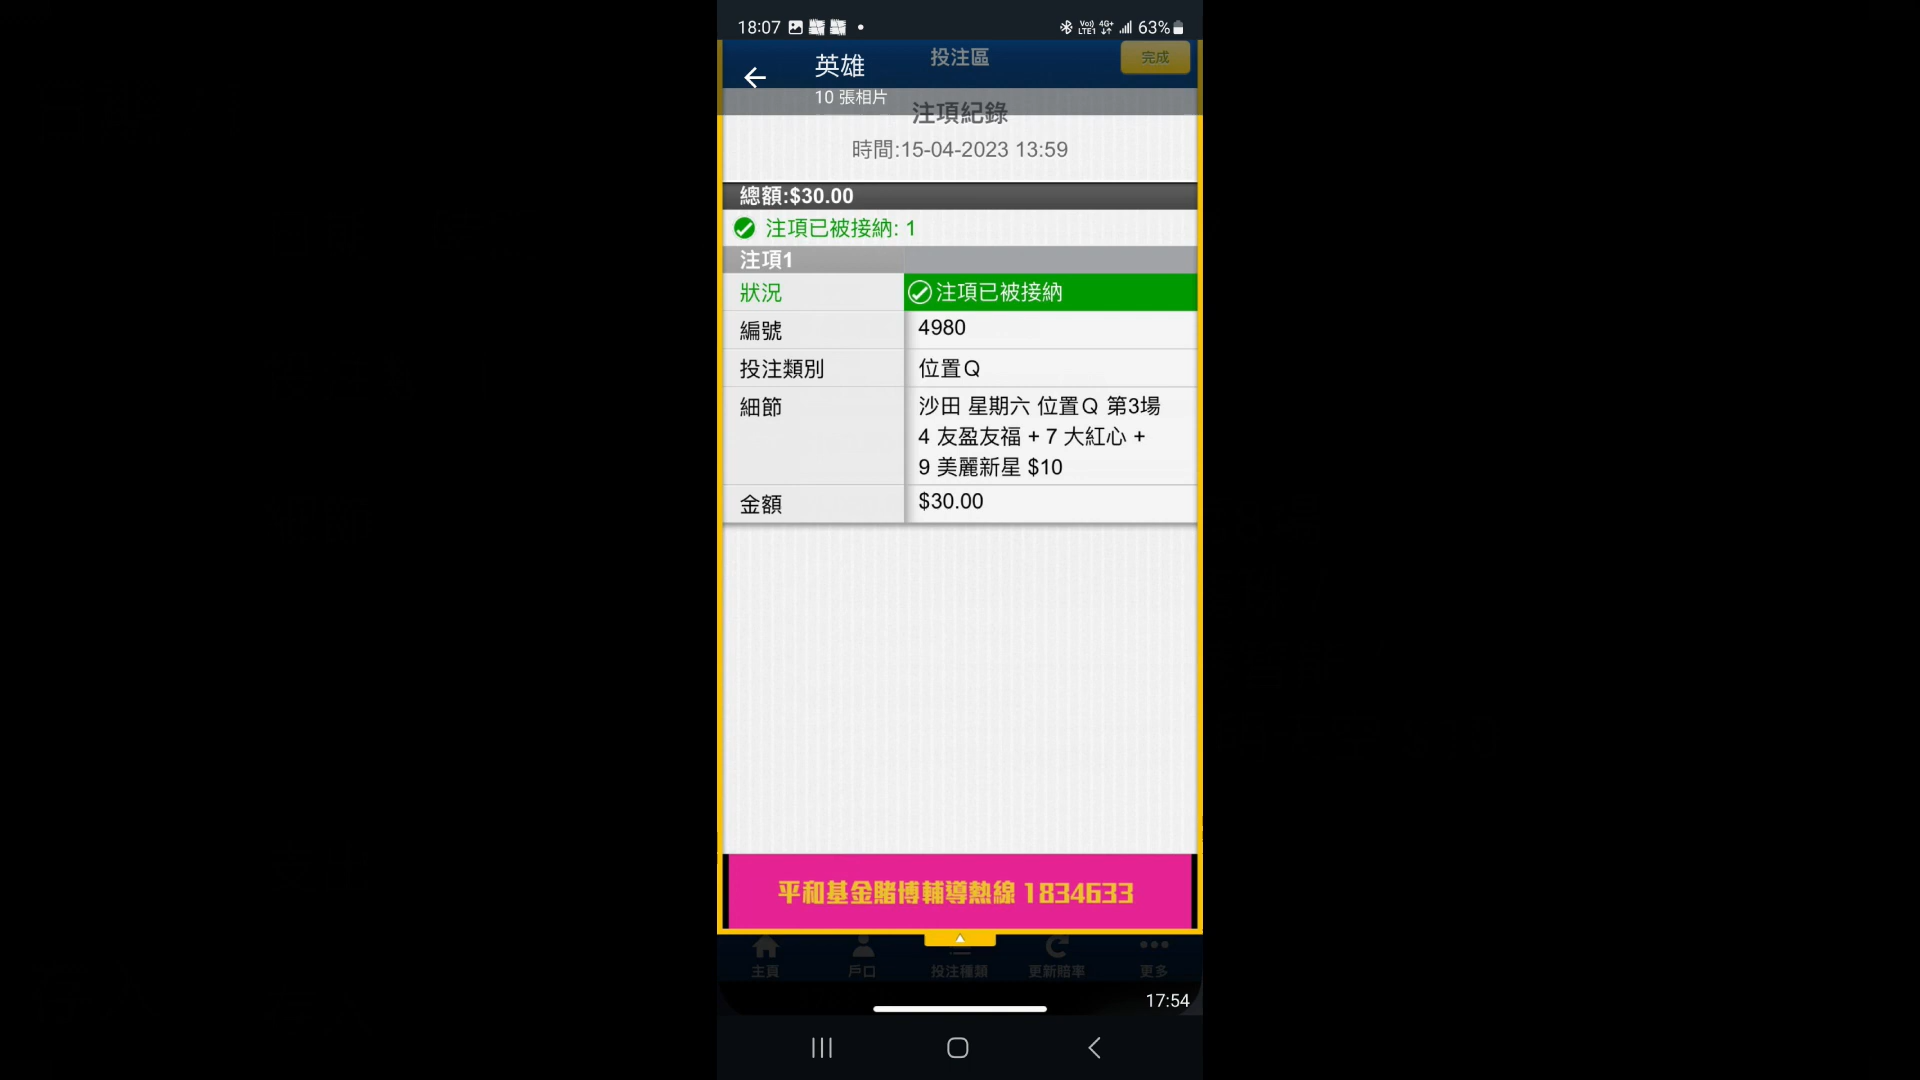 18:07
Vo) 4G+
LTE1
63%
英雄
投注區
完成
10 張相片
注項紀錄
時間:15-04-2023 13:59
總額:$30.00
注項已被接納: 1
注項1
狀況
注項已被接納
編號
4980
投注類別
位置Q
細節
沙田 星期六 位置Q 第3場
4 友盈友福 + 7 大紅心 +
9 美麗新星 $10
金額
$30.00
平和基金賭博輔導熱線 1834633
主頁
戶口
投注種類
更新賠率
更多
17:54